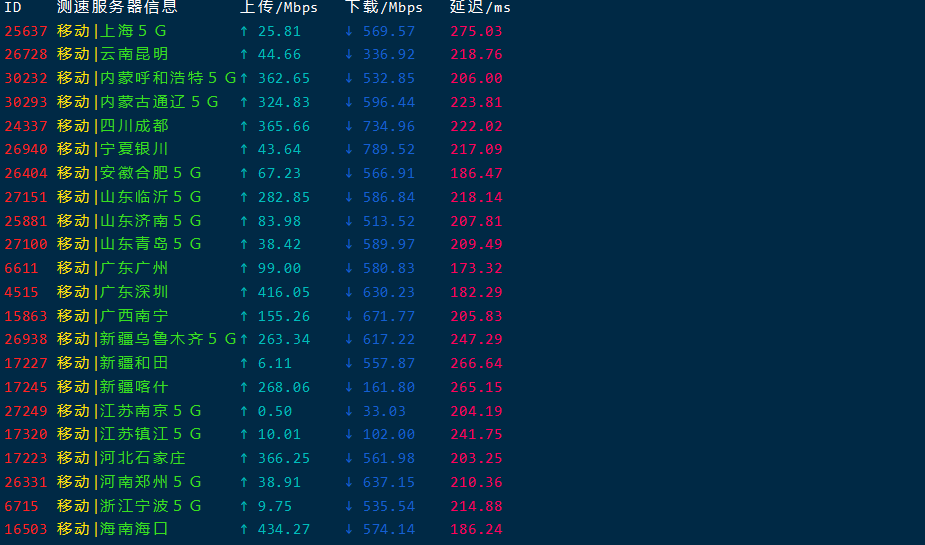 ID 测速服务器信息 上传/Mbps 下载/Mbps 延迟/ms
25637 移动|上海5G ↑ 25.81 ↓ 569.57 275.03
26728 移动|云南昆明 ↑ 44.66 ↓ 336.92 218.76
30232 移动|内蒙呼和浩特5G ↑ 362.65 ↓ 532.85 206.00
30293 移动|内蒙古通辽5G ↑ 324.83 ↓ 596.44 223.81
24337 移动|四川成都 ↑ 365.66 ↓ 734.96 222.02
26940 移动|宁夏银川 ↑ 43.64 ↓ 789.52 217.09
26404 移动|安徽合肥5G ↑ 67.23 ↓ 566.91 186.47
27151 移动|山东临沂5G ↑ 282.85 ↓ 586.84 218.14
25881 移动|山东济南5G ↑ 83.98 ↓ 513.52 207.81
27100 移动|山东青岛5G ↑ 38.42 ↓ 589.97 209.49
6611 移动|广东广州 ↑ 99.00 ↓ 580.83 173.32
4515 移动|广东深圳 ↑ 416.05 ↓ 630.23 182.29
15863 移动|广西南宁 ↑ 155.26 ↓ 671.77 205.83
26938 移动|新疆乌鲁木齐5G ↑ 263.34 ↓ 617.22 247.29
17227 移动|新疆和田 ↑ 6.11 ↓ 557.87 266.64
17245 移动|新疆喀什 ↑ 268.06 ↓ 161.80 265.15
27249 移动|江苏南京5G ↑ 0.50 ↓ 33.03 204.19
17320 移动|江苏镇江5G ↑ 10.01 ↓ 102.00 241.75
17223 移动|河北石家庄 ↑ 366.25 ↓ 561.98 203.25
26331 移动|河南郑州5G ↑ 38.91 ↓ 637.15 210.36
6715 移动|浙江宁波5G ↑ 9.75 ↓ 535.54 214.88
16503 移动|海南海口 ↑ 434.27 ↓ 574.14 186.24